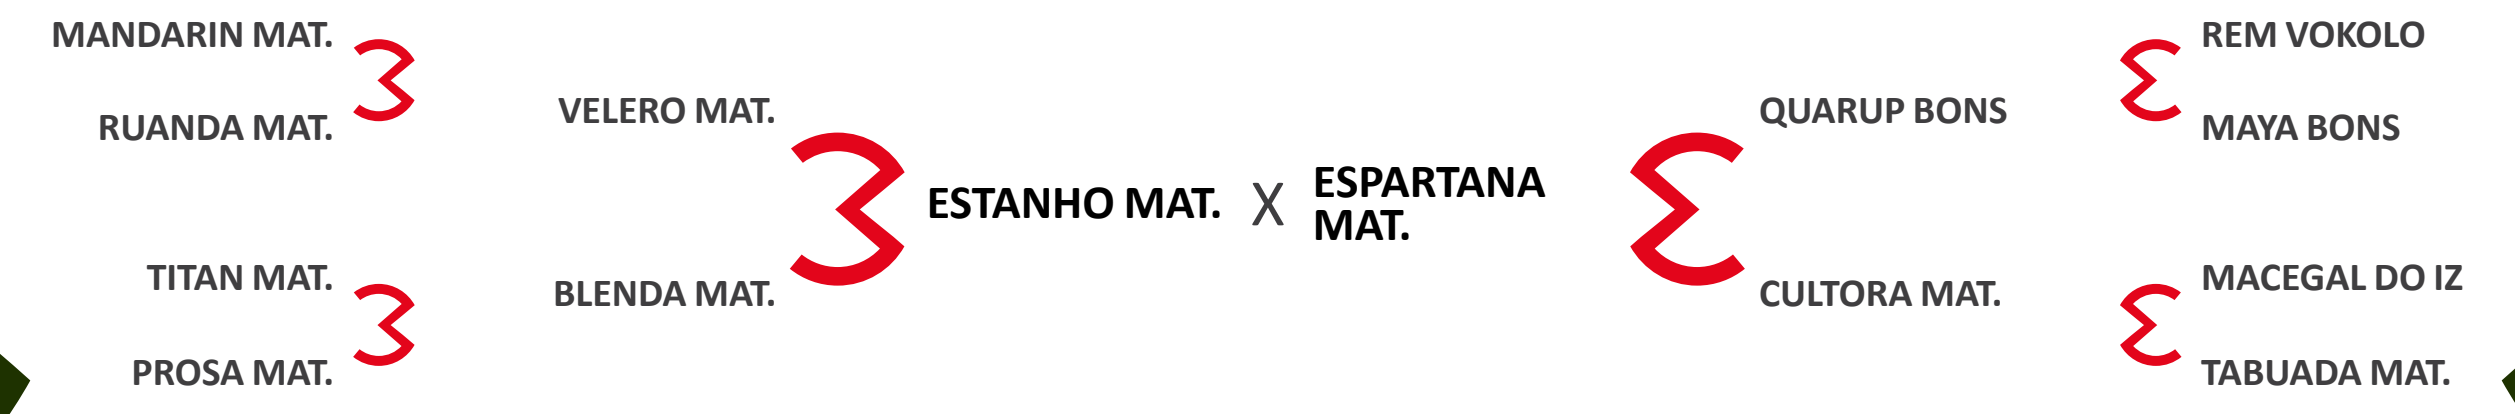 MANDARIN MAT.
RUANDA MAT.
VELERO MAT.
TITAN MAT.
PROSA MAT.
BLENDA MAT.
ESTANHO MAT.
X
ESPARTANA
MAT.
QUARUP BONS
CULTORA MAT.
REM VOKOLO
MAYA BONS
MACEGAL DO IZ
TABUADA MAT.